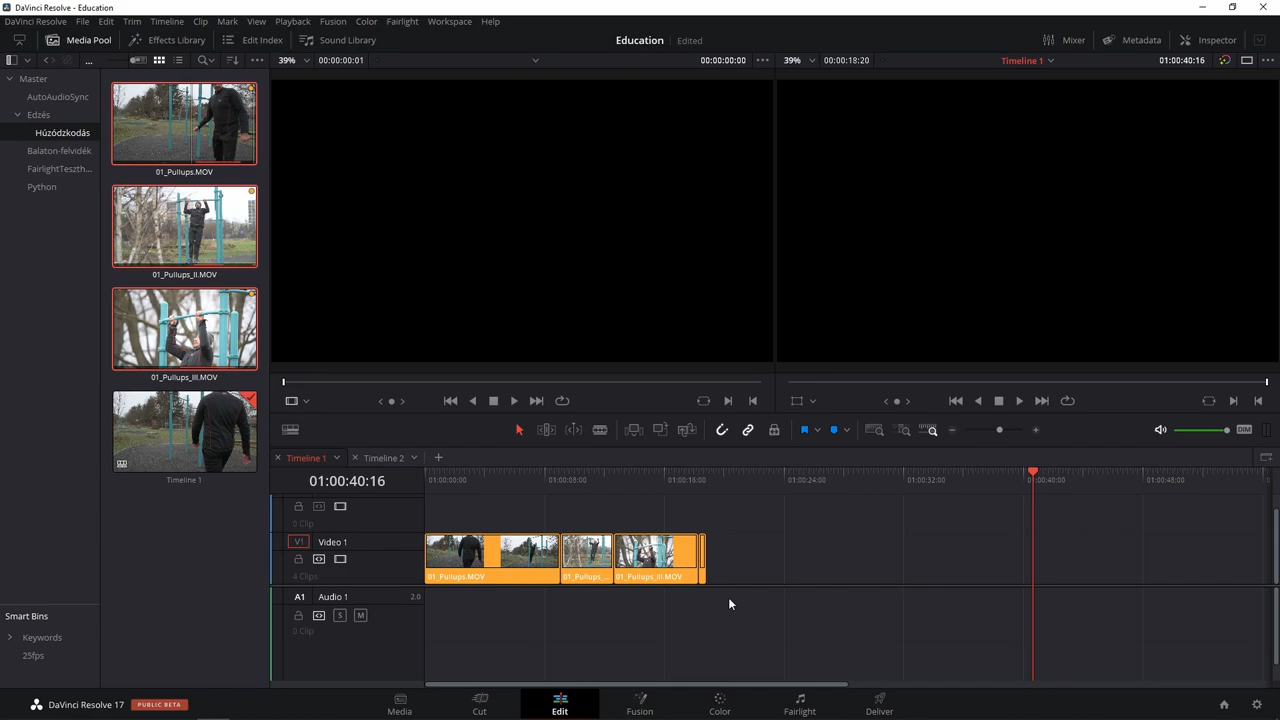 DaVinci Resolve - Education
DaVinci Resolve File Edit Trim Timeline Clip Mark View Playback Fusion Color Fairlight Workspace Help
Media Pool Effects Library Edit Index Sound Library Education Edited Mixer Metadata Inspector
... 39% 00:00:00:01 00:00:00:00 39% 00:00:18:20 Timeline 1 01:00:40:16
Master
AutoAudioSync
Edzés
Húzódzkodás
Balaton-felvidék
FairlightTeszth...
Python
01_Pullups.MOV
01_Pullups_II.MOV
01_Pullups_III.MOV
Timeline 1
DIM
Timeline 1 Timeline 2
01:00:40:16
01:00:00:00 01:00:08:00 01:00:16:00 01:00:24:00 01:00:32:00 01:00:40:00 01:00:48:00
0 Clip
V1 Video 1
4 Clips
01_Pullups.MOV 01_Pullups_... 01_Pullups_III.MOV
A1 Audio 1 2.0
S M
0 Clip
Smart Bins
Keywords
25fps
DaVinci Resolve 17 PUBLIC BETA
Media Cut Edit Fusion Color Fairlight Deliver